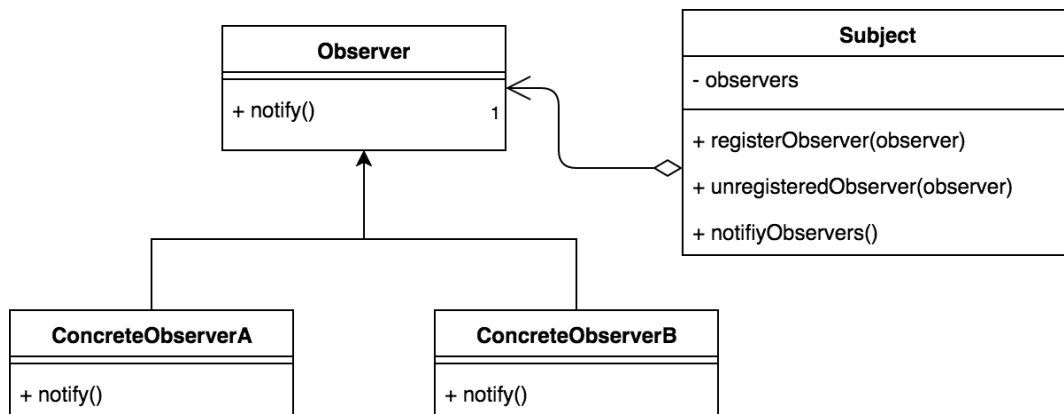 Observer
+ notify()
1
Subject
- observers
+ registerObserver(observer)
+ unregisteredObserver(observer)
+ notifiyObservers()
ConcreteObserverA
+ notify()
ConcreteObserverB
+ notify()